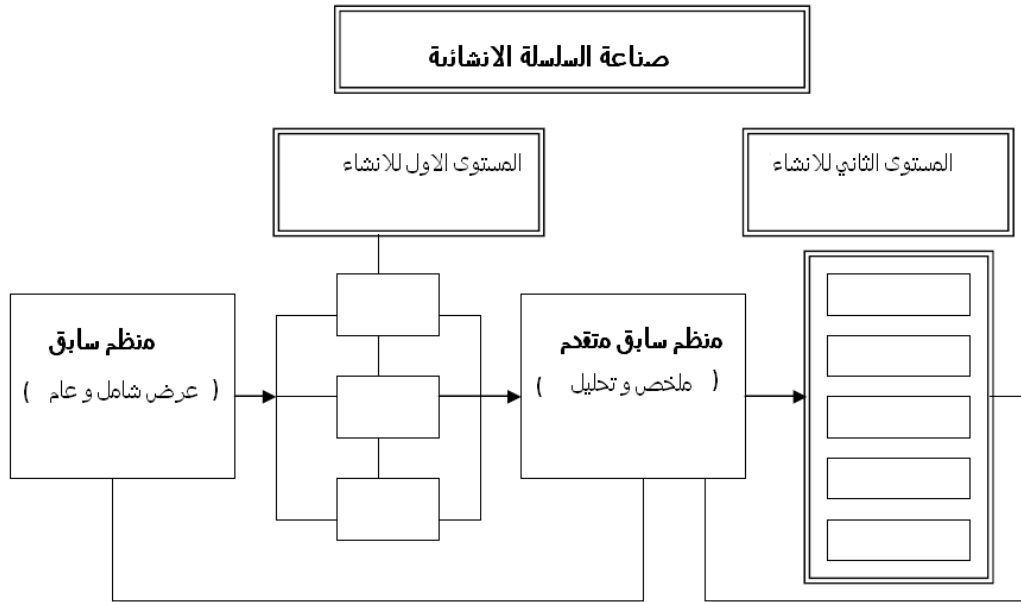 صناعة السلسلة الانشائية
المستوى الاول للانشاء
المستوى الثاني للانشاء
منظم سابق
( عرض شامل و عام )
منظم سابق متقدم
( ملخص و تحليل )